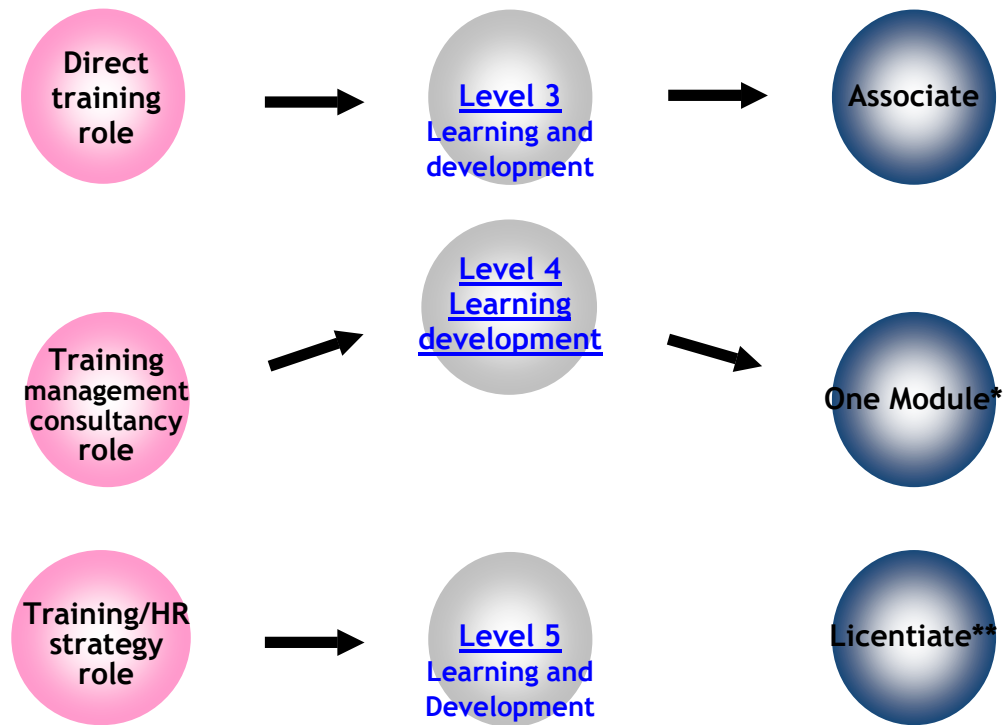 Direct
training
role
Level 3
Learning and
development
Associate
Level 4
Learning
development
Training
management
consultancy
role
One Module*
Training/HR
strategy
role
Level 5
Learning and
Development
Licentiate**